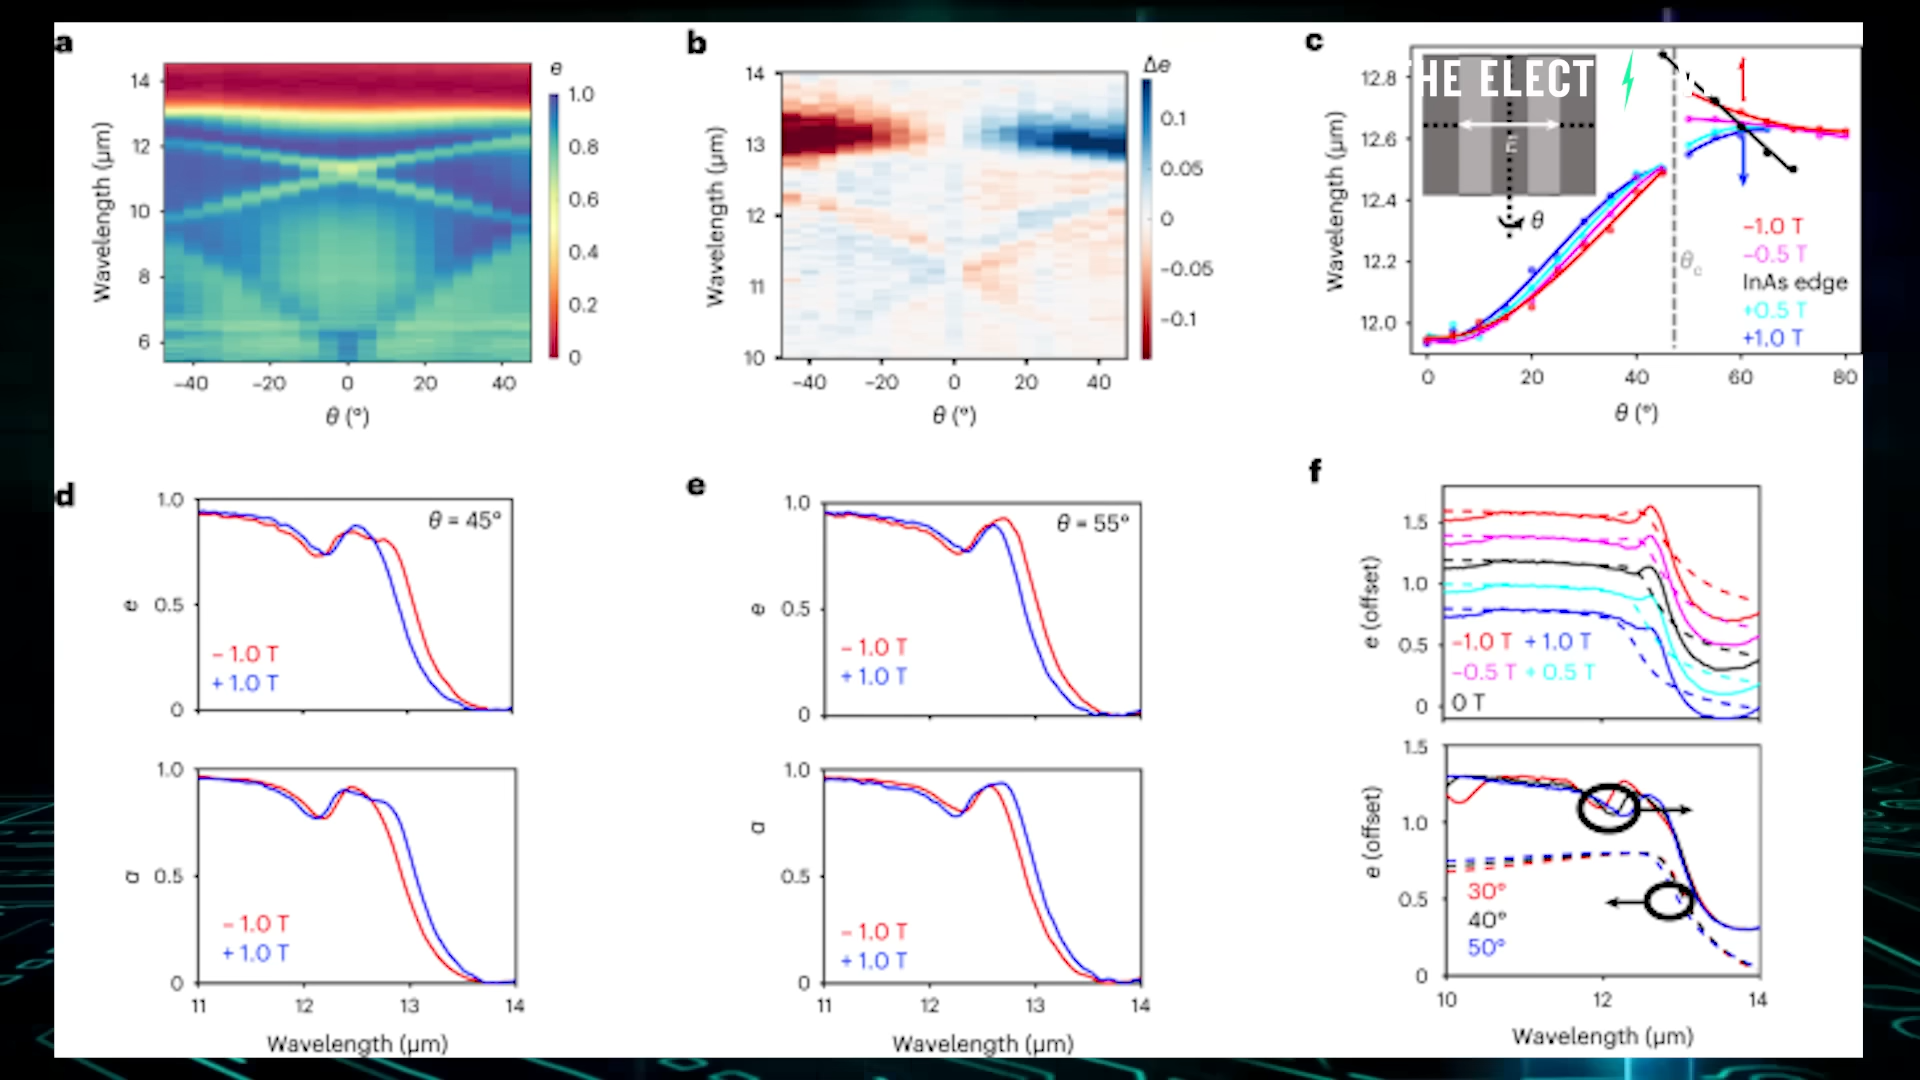 a
e
14
12
10
8
6
Wavelength (µm)
−40
−20
0
20
40
θ (°)
1.0
0.8
0.6
0.4
0.2
0
b
Δe
14
13
12
11
10
Wavelength (µm)
−40
−20
0
20
40
θ (°)
0.1
0.05
0
−0.05
−0.1
c
HE ELECT
12.8
12.6
12.4
12.2
12.0
Wavelength (µm)
θ
θc
−1.0 T
−0.5 T
InAs edge
+0.5 T
+1.0 T
0
20
40
60
80
θ (°)
d
1.0
0.5
0
e
θ = 45°
− 1.0 T
+ 1.0 T
1.0
0.5
0
a
− 1.0 T
+ 1.0 T
11
12
13
14
Wavelength (µm)
e
1.0
0.5
0
e
θ = 55°
− 1.0 T
+ 1.0 T
1.0
0.5
0
a
− 1.0 T
+ 1.0 T
11
12
13
14
Wavelength (µm)
f
1.5
1.0
0.5
0
e (offset)
−1.0 T + 1.0 T
−0.5 T + 0.5 T
0 T
1.5
1.0
0.5
0
e (offset)
30°
40°
50°
10
12
14
Wavelength (µm)